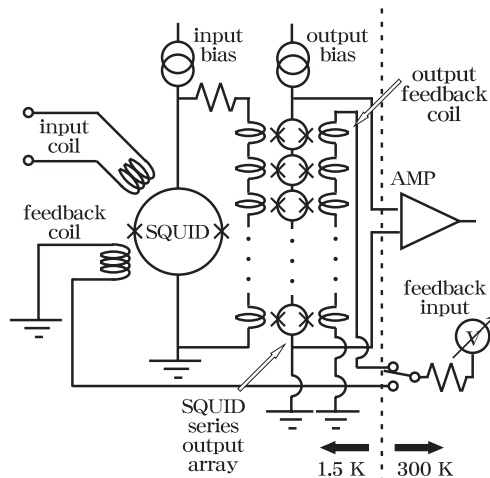 input
bias
output
bias
output
feedback
coil
input
coil
AMP
feedback
coil
SQUID
feedback
input
V
SQUID
series
output
array
1.5 K
300 K